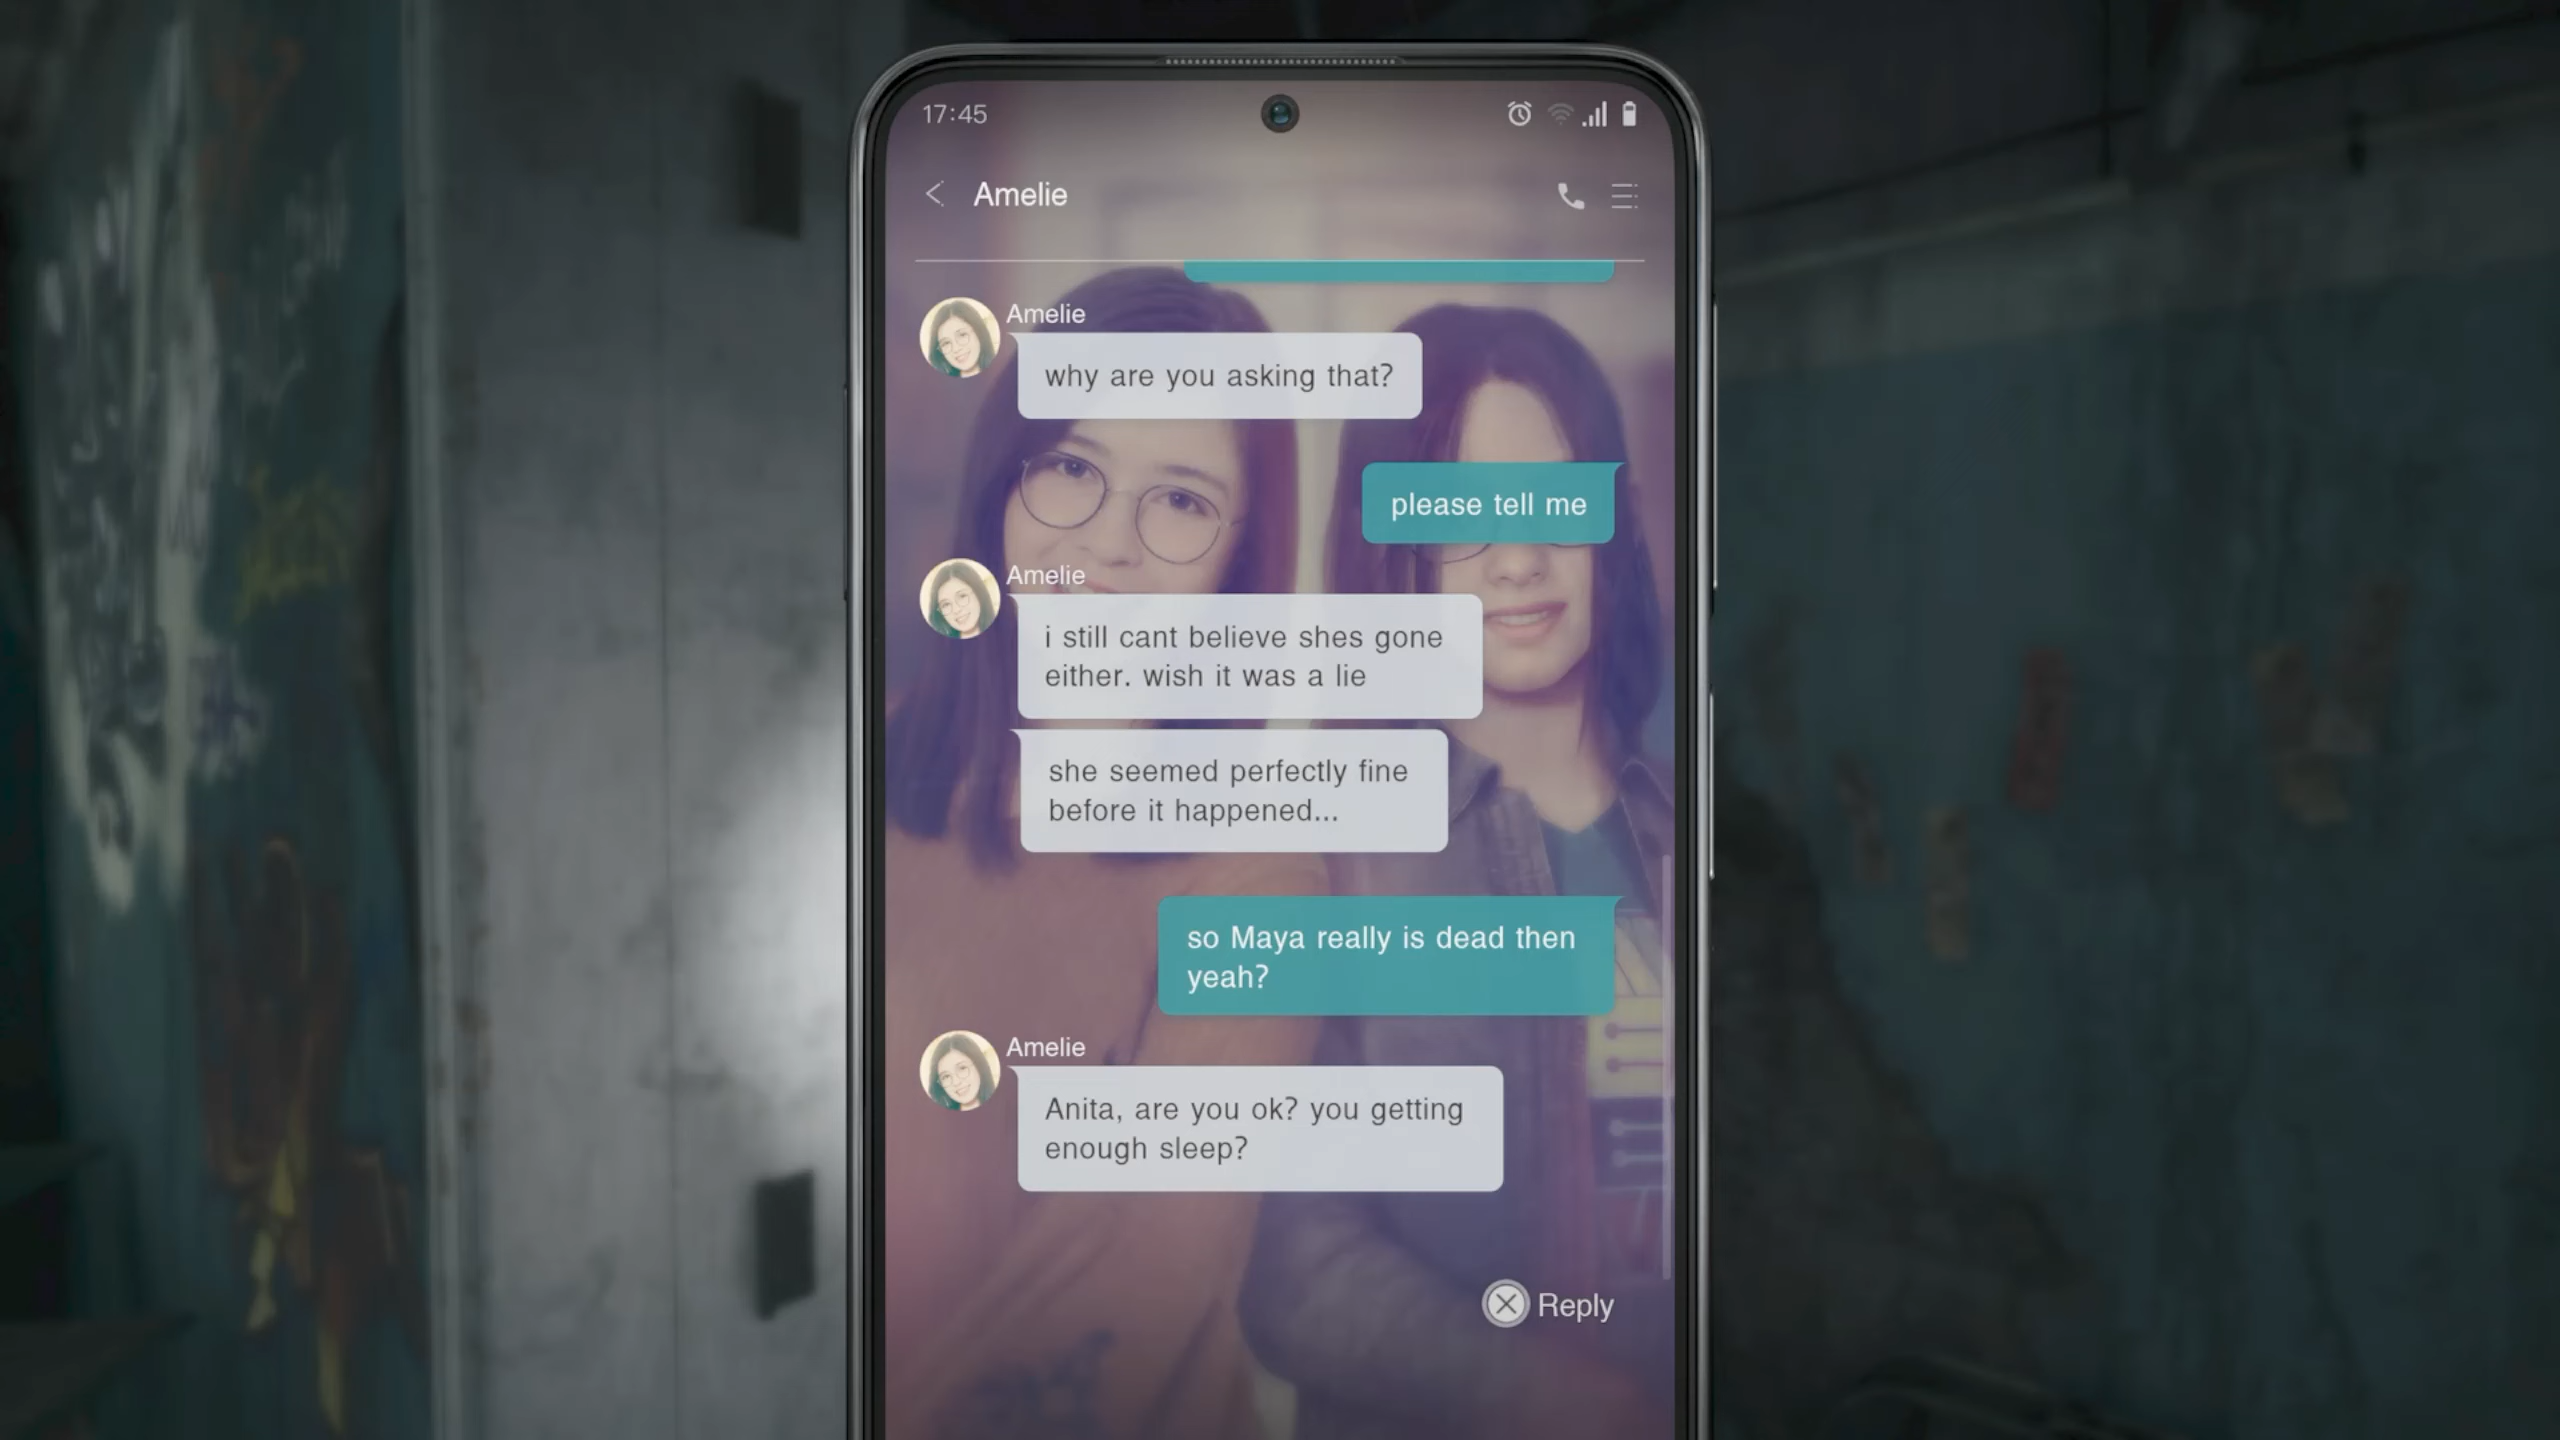 17:45
Amelie
Amelie
why are you asking that?
please tell me
Amelie
i still cant believe shes gone
either. wish it was a lie
she seemed perfectly fine
before it happened...
so Maya really is dead then
yeah?
Amelie
Anita, are you ok? you getting
enough sleep?
Reply